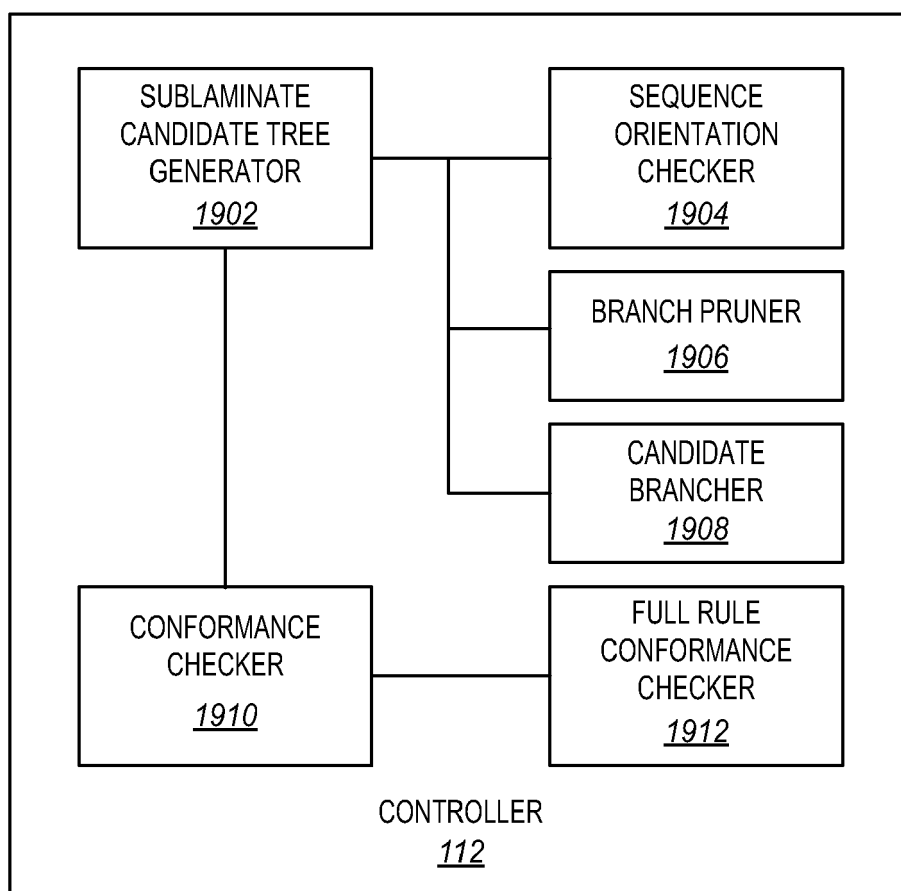 SUBLAMINATE
CANDIDATE TREE
GENERATOR
1902
SEQUENCE
ORIENTATION
CHECKER
1904
BRANCH PRUNER
1906
CANDIDATE
BRANCHER
1908
CONFORMANCE
CHECKER
1910
FULL RULE
CONFORMANCE
CHECKER
1912
CONTROLLER
112